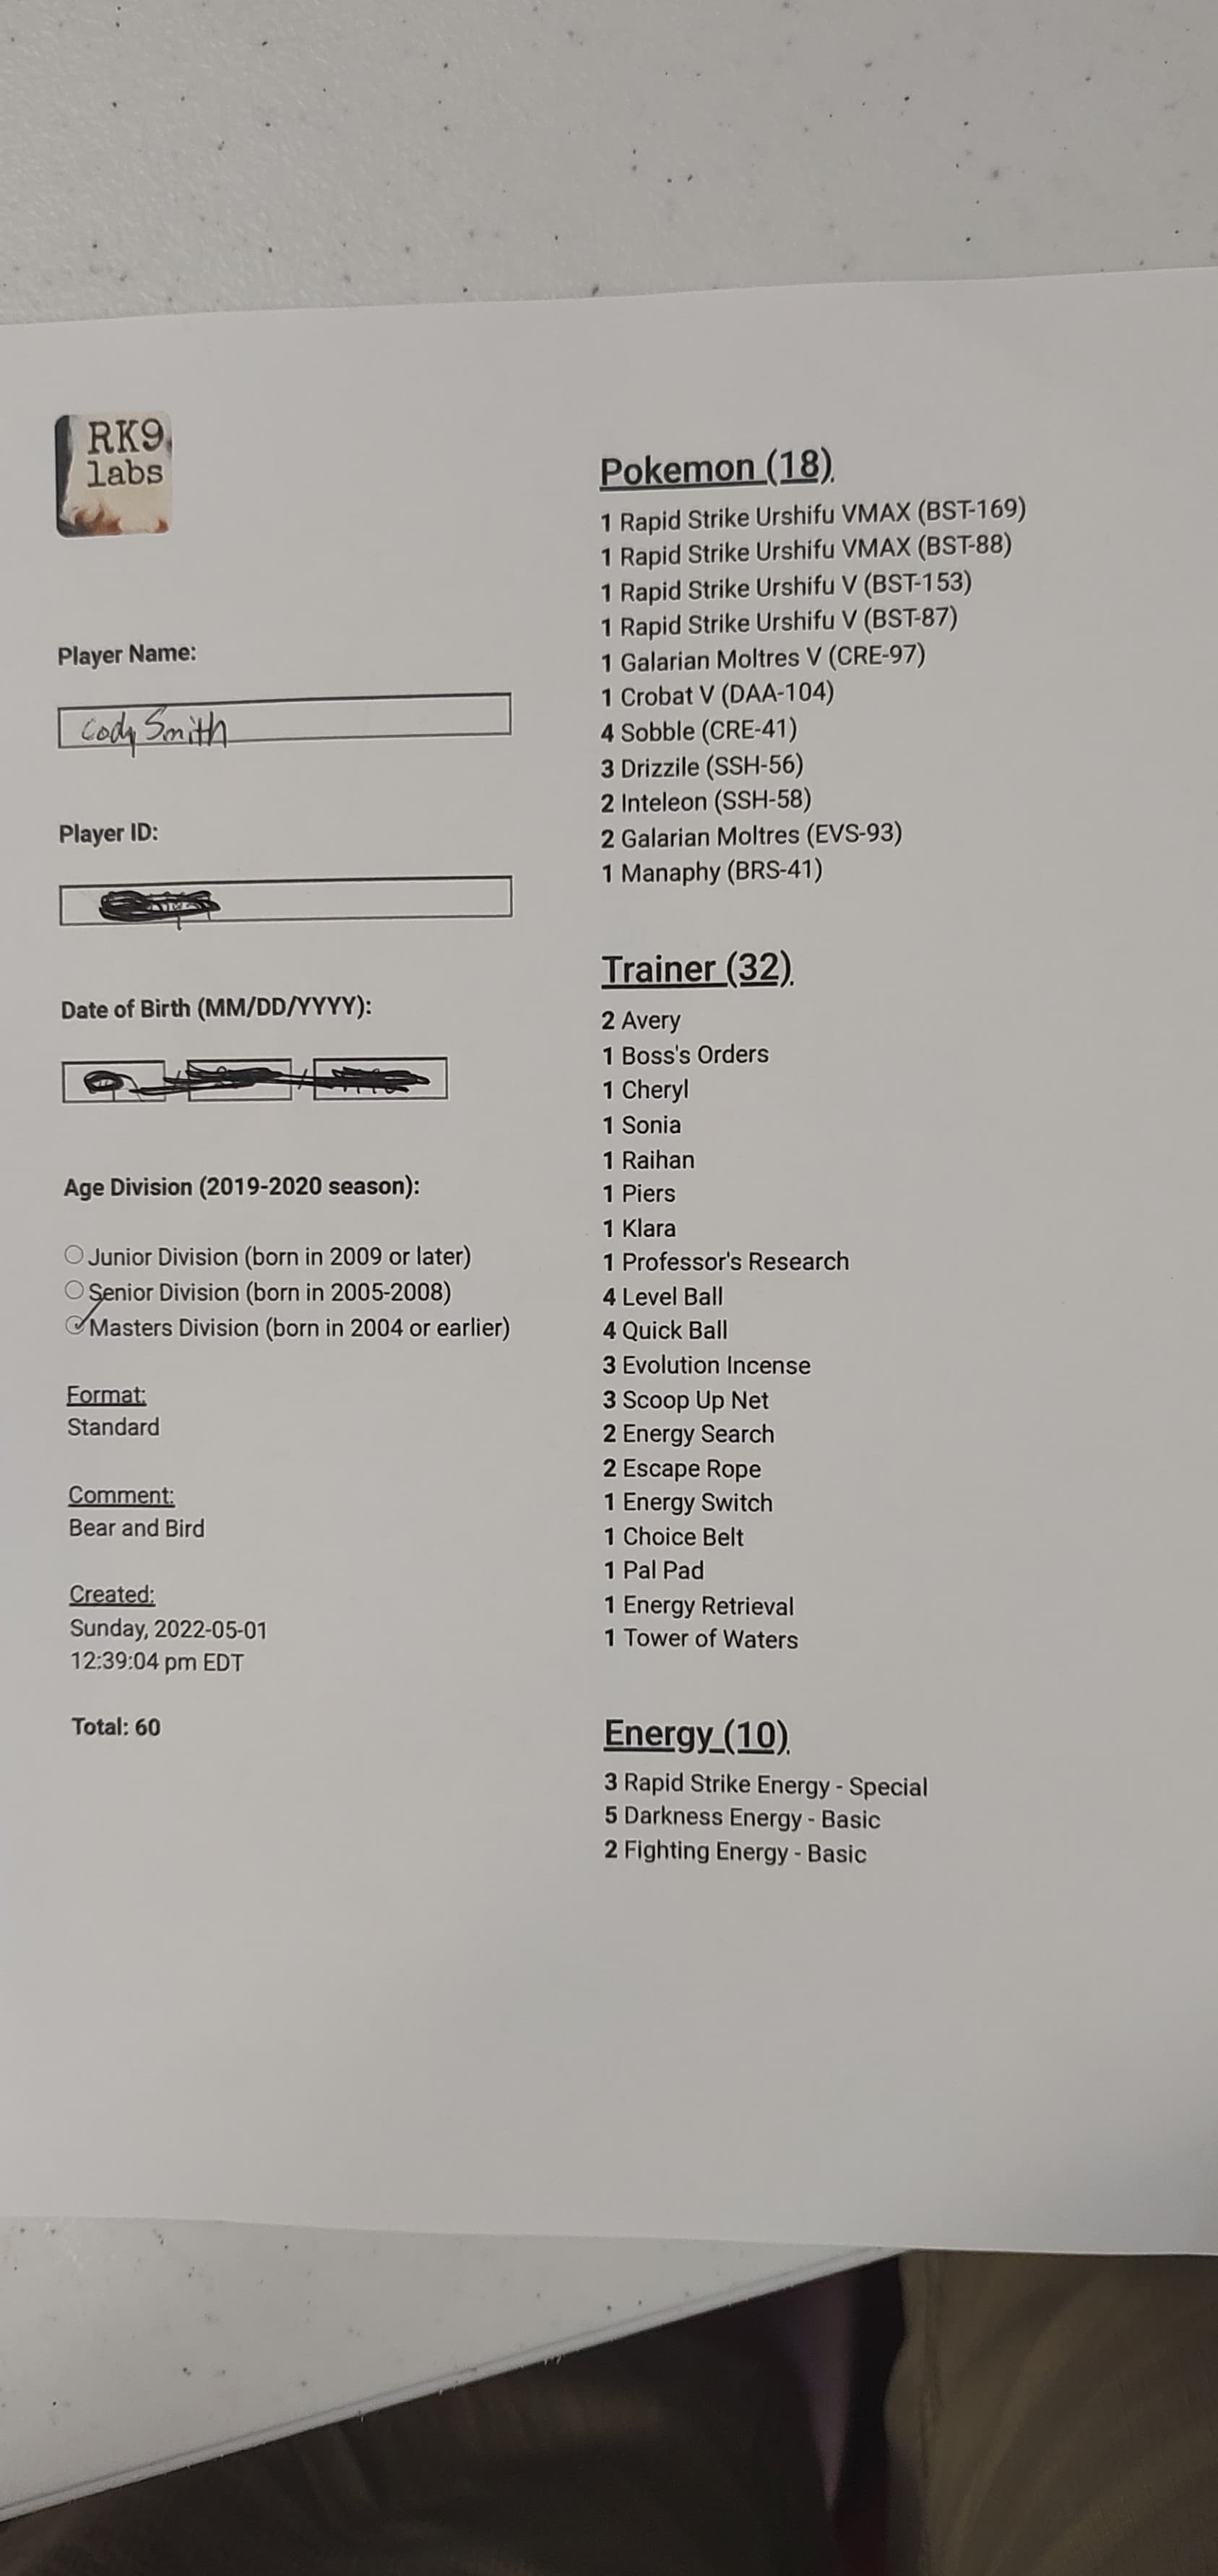 RK9
labs
Player Name:
Cody Smith
Player ID:
Date of Birth (MM/DD/YYYY):
Age Division (2019-2020 season):
Junior Division (born in 2009 or later)
Senior Division (born in 2005-2008)
Masters Division (born in 2004 or earlier)
Format:
Standard
Comment:
Bear and Bird
Created:
Sunday, 2022-05-01
12:39:04 pm EDT
Total: 60
Pokemon (18)
1 Rapid Strike Urshifu VMAX (BST-169)
1 Rapid Strike Urshifu VMAX (BST-88)
1 Rapid Strike Urshifu V (BST-153)
1 Rapid Strike Urshifu V (BST-87)
1 Galarian Moltres V (CRE-97)
1 Crobat V (DAA-104)
4 Sobble (CRE-41)
3 Drizzile (SSH-56)
2 Inteleon (SSH-58)
2 Galarian Moltres (EVS-93)
1 Manaphy (BRS-41)
Trainer (32)
2 Avery
1 Boss's Orders
1 Cheryl
1 Sonia
1 Raihan
1 Piers
1 Klara
1 Professor's Research
4 Level Ball
4 Quick Ball
3 Evolution Incense
3 Scoop Up Net
2 Energy Search
2 Escape Rope
1 Energy Switch
1 Choice Belt
1 Pal Pad
1 Energy Retrieval
1 Tower of Waters
Energy (10)
3 Rapid Strike Energy - Special
5 Darkness Energy - Basic
2 Fighting Energy - Basic